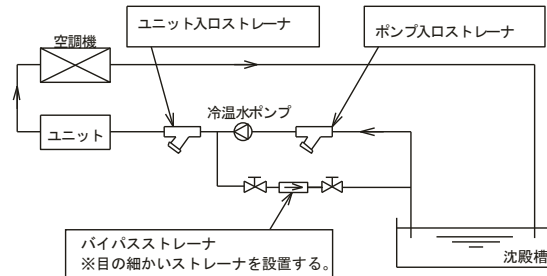 ユニット入口ストレーナ
ポンプ入口ストレーナ
空調機
冷温水ポンプ
ユニット
バイパスストレーナ
※目の細かいストレーナを設置する。
沈殿槽